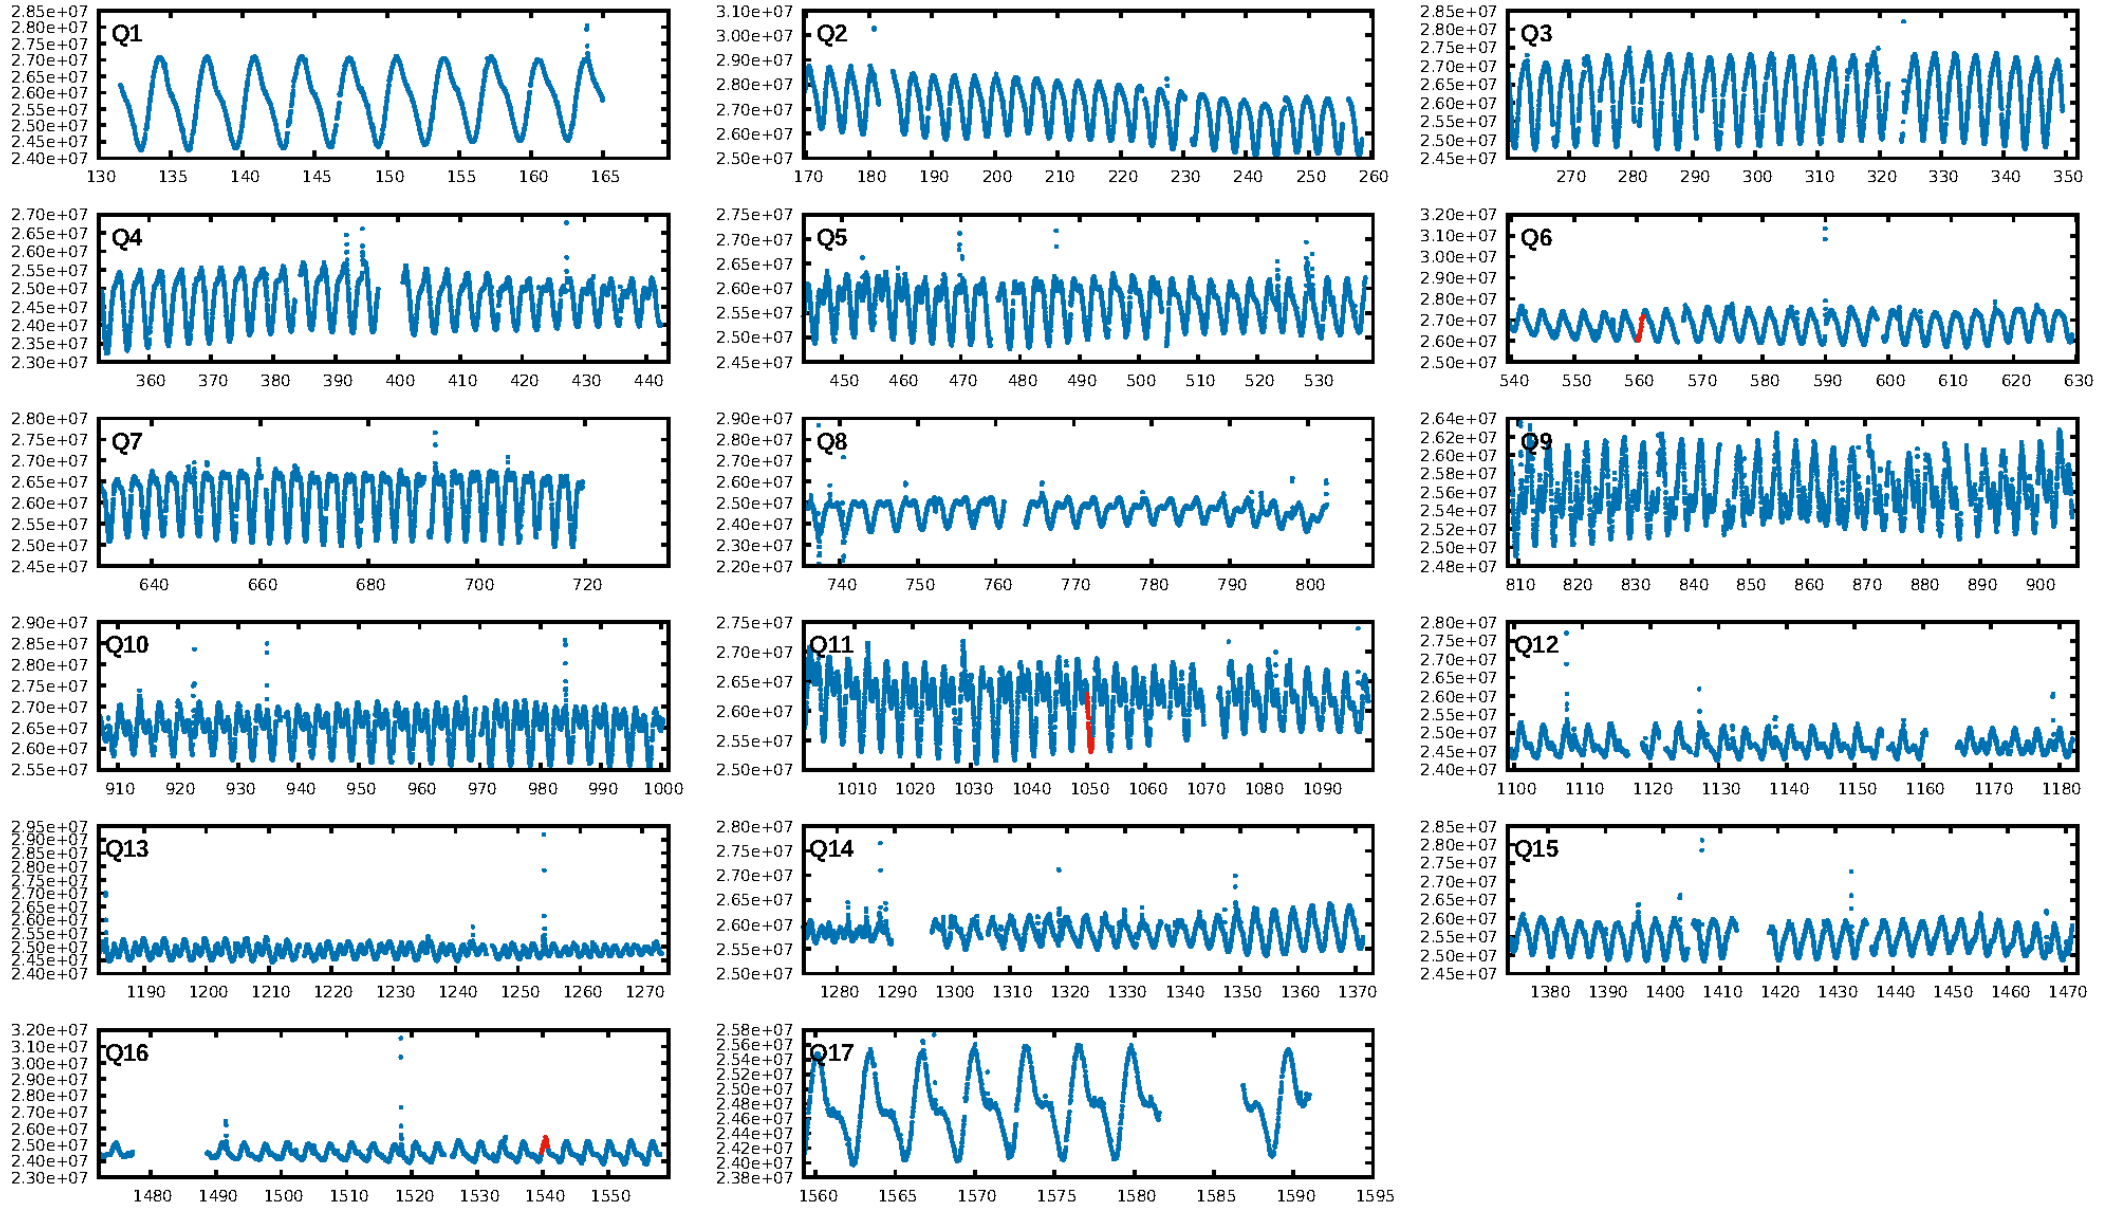 2.85e+07
2.80e+07
2.75e+07
2.70e+07
2.65e+07
2.60e+07
2.55e+07
2.50e+07
2.45e+07
2.40e+07
Q1
130 135 140 145 150 155 160 165
3.10e+07
3.00e+07
2.90e+07
2.80e+07
2.70e+07
2.60e+07
2.50e+07
Q2
170 180 190 200 210 220 230 240 250 260
2.85e+07
2.80e+07
2.75e+07
2.70e+07
2.65e+07
2.60e+07
2.55e+07
2.50e+07
2.45e+07
Q3
270 280 290 300 310 320 330 340 350
2.70e+07
2.65e+07
2.60e+07
2.55e+07
2.50e+07
2.45e+07
2.40e+07
2.35e+07
2.30e+07
Q4
360 370 380 390 400 410 420 430 440
2.75e+07
2.70e+07
2.65e+07
2.60e+07
2.55e+07
2.50e+07
2.45e+07
Q5
450 460 470 480 490 500 510 520 530
3.20e+07
3.10e+07
3.00e+07
2.90e+07
2.80e+07
2.70e+07
2.60e+07
2.50e+07
Q6
540 550 560 570 580 590 600 610 620 630
2.80e+07
2.75e+07
2.70e+07
2.65e+07
2.60e+07
2.55e+07
2.50e+07
2.45e+07
Q7
640 660 680 700 720
2.90e+07
2.80e+07
2.70e+07
2.60e+07
2.50e+07
2.40e+07
2.30e+07
2.20e+07
Q8
740 750 760 770 780 790 800
2.64e+07
2.62e+07
2.60e+07
2.58e+07
2.56e+07
2.54e+07
2.52e+07
2.50e+07
2.48e+07
Q9
810 820 830 840 850 860 870 880 890 900
2.90e+07
2.85e+07
2.80e+07
2.75e+07
2.70e+07
2.65e+07
2.60e+07
2.55e+07
Q10
910 920 930 940 950 960 970 980 990 1000
2.75e+07
2.70e+07
2.65e+07
2.60e+07
2.55e+07
2.50e+07
Q11
1010 1020 1030 1040 1050 1060 1070 1080 1090
2.80e+07
2.75e+07
2.70e+07
2.65e+07
2.60e+07
2.55e+07
2.50e+07
2.45e+07
2.40e+07
Q12
1100 1110 1120 1130 1140 1150 1160 1170 1180
2.95e+07
2.90e+07
2.85e+07
2.80e+07
2.75e+07
2.70e+07
2.65e+07
2.60e+07
2.55e+07
2.50e+07
2.45e+07
2.40e+07
Q13
1190 1200 1210 1220 1230 1240 1250 1260 1270
2.80e+07
2.75e+07
2.70e+07
2.65e+07
2.60e+07
2.55e+07
2.50e+07
Q14
1280 1290 1300 1310 1320 1330 1340 1350 1360 1370
2.85e+07
2.80e+07
2.75e+07
2.70e+07
2.65e+07
2.60e+07
2.55e+07
2.50e+07
2.45e+07
Q15
1380 1390 1400 1410 1420 1430 1440 1450 1460 1470
3.20e+07
3.10e+07
3.00e+07
2.90e+07
2.80e+07
2.70e+07
2.60e+07
2.50e+07
2.40e+07
2.30e+07
Q16
1480 1490 1500 1510 1520 1530 1540 1550
2.58e+07
2.56e+07
2.54e+07
2.52e+07
2.50e+07
2.48e+07
2.46e+07
2.44e+07
2.42e+07
2.40e+07
2.38e+07
Q17
1560 1565 1570 1575 1580 1585 1590 1595